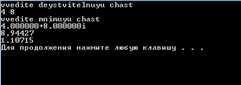 vvedite deystvitelnuyu chast
4 8
vvedite mnimuyu chast
4.000000+8.000000i
8.94427
1.10715
Для продолжения нажмите любую клавишу . . .